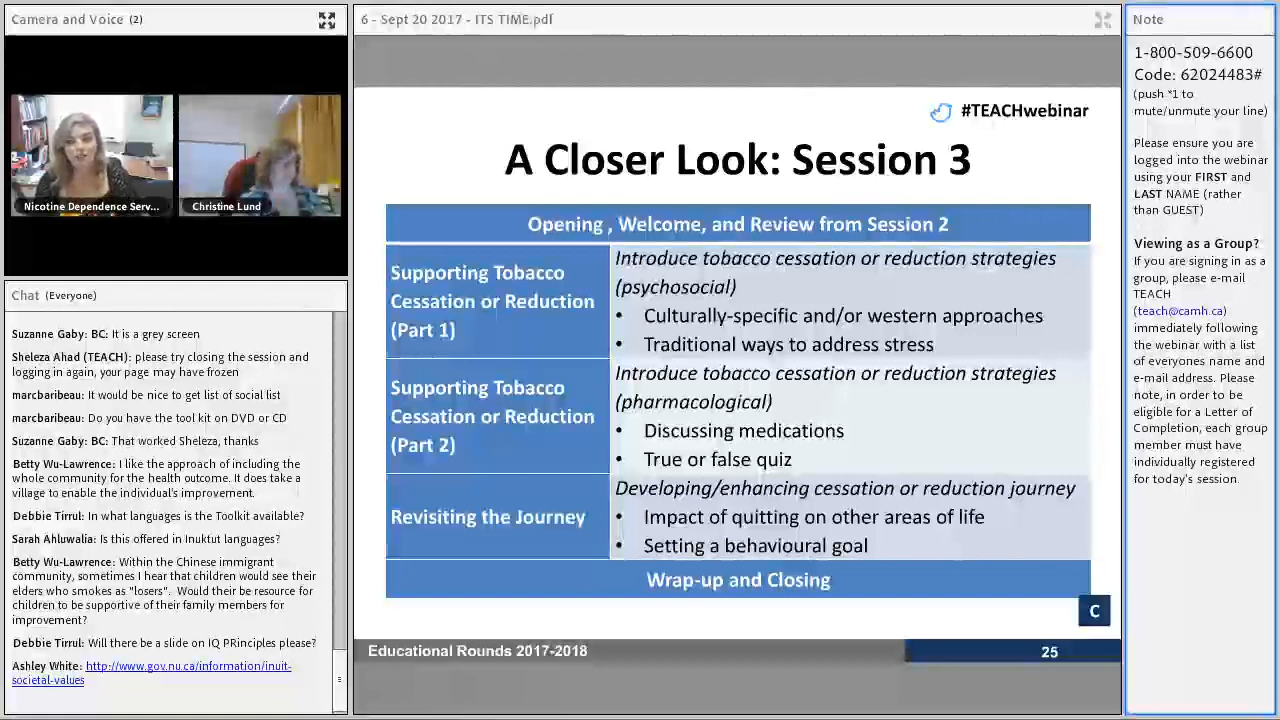 Camera and Voice (2)
Nicotine Dependence Serv...
Christine Lund
Chat (Everyone)
Suzanne Gaby: BC: It is a grey screen
Sheleza Ahad (TEACH): please try closing the session and
logging in again, your page may have frozen
marcbaribeau: It would be nice to get list of social list
marcbaribeau: Do you have the tool kit on DVD or CD
Suzanne Gaby: BC: That worked Sheleza, thanks
Betty Wu-Lawrence: I like the approach of including the
whole community for the health outcome. It does take a
village to enable the individual's improvement.
Debbie Tirrul: In what languages is the Toolkit available?
Sarah Ahluwalia: Is this offered in Inuktut languages?
Betty Wu-Lawrence: Within the Chinese immigrant
community, sometimes I hear that children would see their
elders who smokes as "losers". Would their be resource for
children to be supportive of their family members for
improvement?
Debbie Tirrul: Will there be a slide on IQ PRinciples please?
Ashley White: http://www.gov.nu.ca/information/inuit-
societal-values
6 - Sept 20 2017 - ITS TIME.pdf
#TEACHwebinar
A Closer Look: Session 3
Opening , Welcome, and Review from Session 2
Supporting Tobacco
Cessation or Reduction
(Part 1)
Introduce tobacco cessation or reduction strategies
(psychosocial)
• Culturally-specific and/or western approaches
• Traditional ways to address stress
Supporting Tobacco
Cessation or Reduction
(Part 2)
Introduce tobacco cessation or reduction strategies
(pharmacological)
• Discussing medications
• True or false quiz
Revisiting the Journey
Developing/enhancing cessation or reduction journey
• Impact of quitting on other areas of life
• Setting a behavioural goal
Wrap-up and Closing
C
Educational Rounds 2017-2018
25
Note
1-800-509-6600
Code: 62024483#
(push *1 to
mute/unmute your line)
Please ensure you are
logged into the webinar
using your FIRST and
LAST NAME (rather
than GUEST)
Viewing as a Group?
If you are signing in as a
group, please e-mail
TEACH
(teach@camh.ca)
immediately following
the webinar with a list
of everyones name and
e-mail address. Please
note, in order to be
eligible for a Letter of
Completion, each group
member must have
individually registered
for today's session.